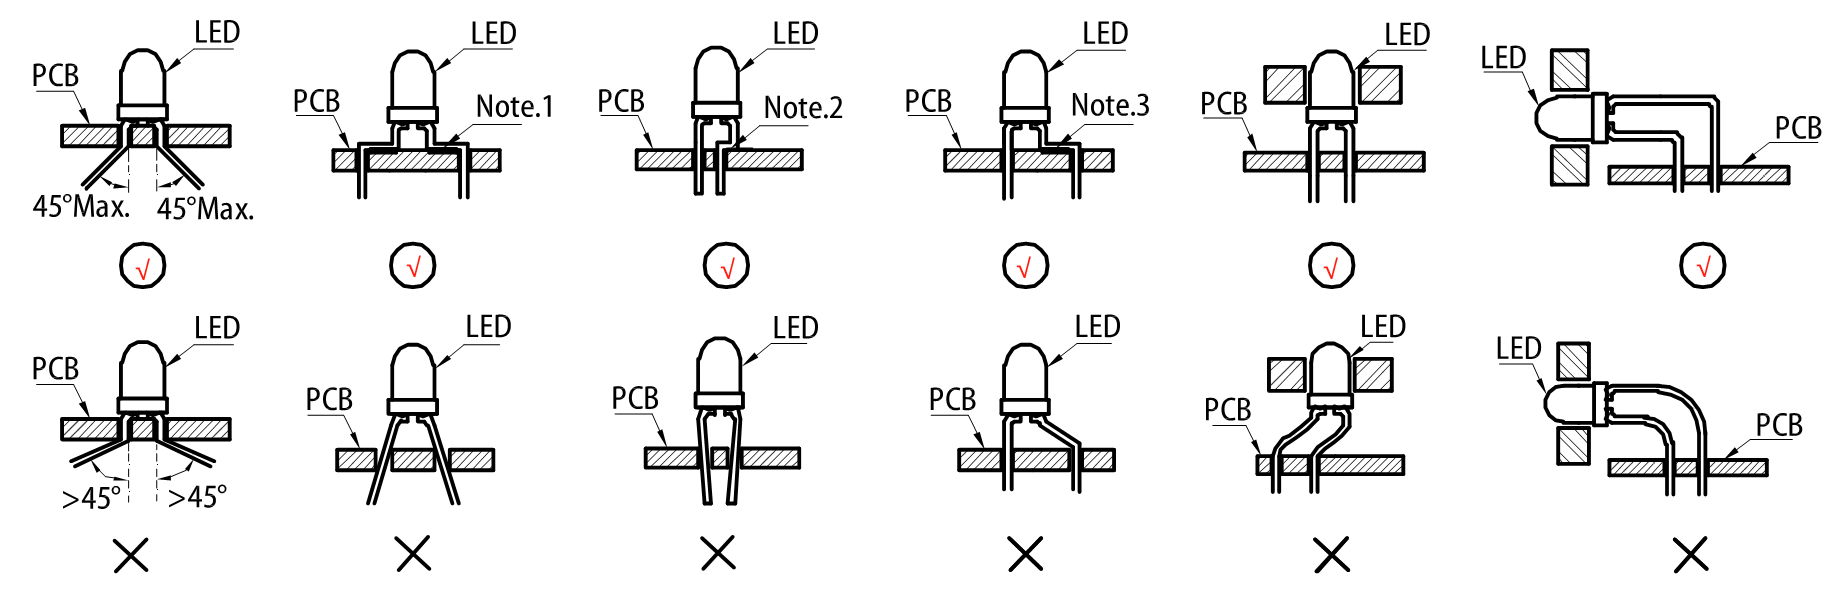 LED
PCB
45°Max.
45°Max.
LED
PCB
Note.1
LED
PCB
Note.2
LED
PCB
Note.3
LED
PCB
LED
PCB
√
√
√
√
√
√
LED
PCB
>45°
>45°
LED
PCB
LED
PCB
LED
PCB
LED
PCB
LED
PCB